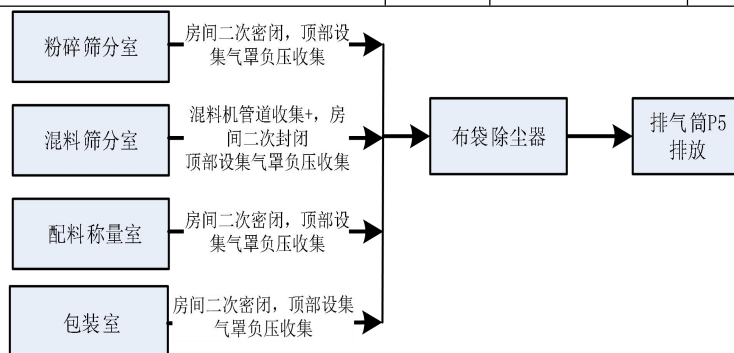 粉碎筛分室
房间二次密闭，顶部设
集气罩负压收集
混料筛分室
混料机管道收集+，房
间二次封闭
顶部设集气罩负压收集
布袋除尘器
排气筒P5
排放
配料称量室
房间二次密闭，顶部设
集气罩负压收集
包装室
房间二次密闭，顶部设集
气罩负压收集